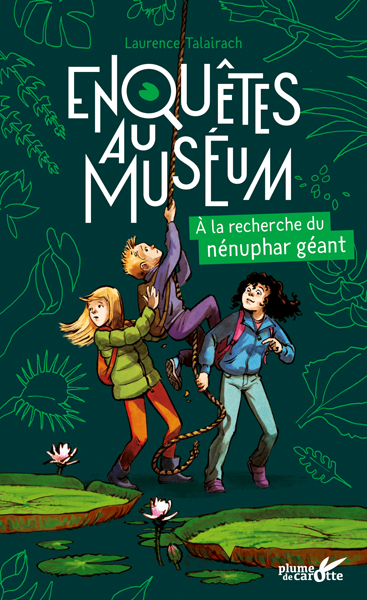 Laurence Talairach
ENQUÊTES
AU
MUSÉUM
À la recherche du
nénuphar géant
plume
de carotte